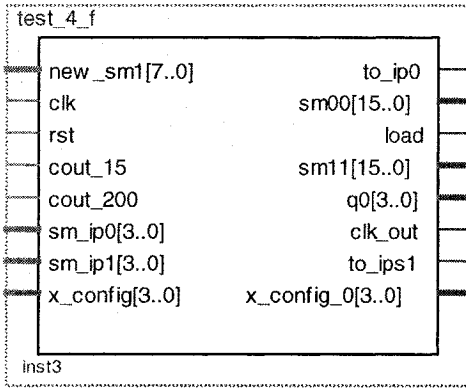 test_4_f
new_sm1[7..0] to_ip0
clk sm00[15..0]
rst load
cout_15 sm11[15..0]
cout_200 q0[3..0]
sm_ip0[3..0] clk_out
sm_ip1[3..0] to_ips1
x_config[3..0] x_config_0[3..0]
inst3